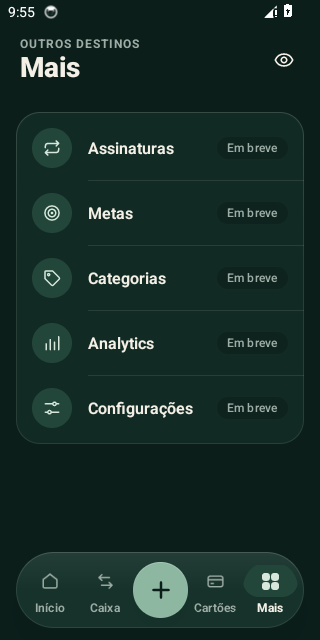 9:55
OUTROS DESTINOS
Mais
Assinaturas
Em breve
Metas
Em breve
Categorias
Em breve
Analytics
Em breve
Configurações
Em breve
Início
Caixa
Cartões
Mais